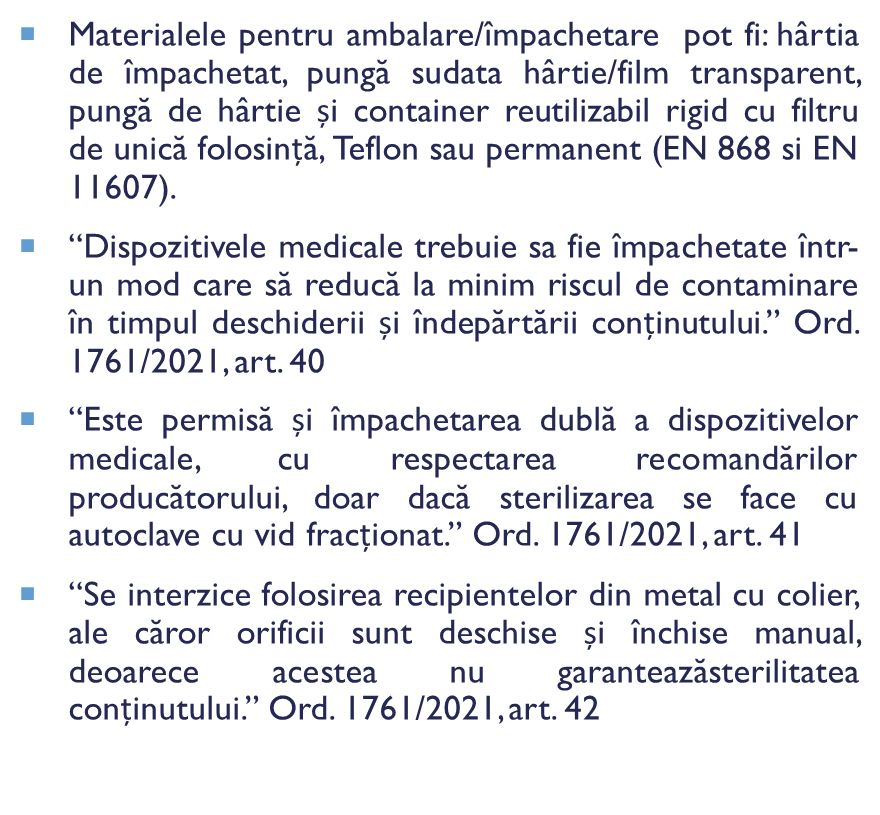 Materialele pentru ambalare/împachetare pot fi: hârtia
de împachetat, pungă sudata hârtie/film transparent,
pungă de hârtie și container reutilizabil rigid cu filtru
de unică folosință, Teflon sau permanent (EN 868 si EN
11607).
“Dispozitivele medicale trebuie sa fie împachetate într-
un mod care să reducă la minim riscul de contaminare
în timpul deschiderii și îndepărtării conținutului.” Ord.
1761/2021, art. 40
“Este permisă și împachetarea dublă a dispozitivelor
medicale, cu respectarea recomandărilor
producătorului, doar dacă sterilizarea se face cu
autoclave cu vid fracționat.” Ord. 1761/2021, art. 41
“Se interzice folosirea recipientelor din metal cu colier,
ale căror orificii sunt deschise și închise manual,
deoarece acestea nu garanteazăsterilitatea
conținutului.” Ord. 1761/2021, art. 42